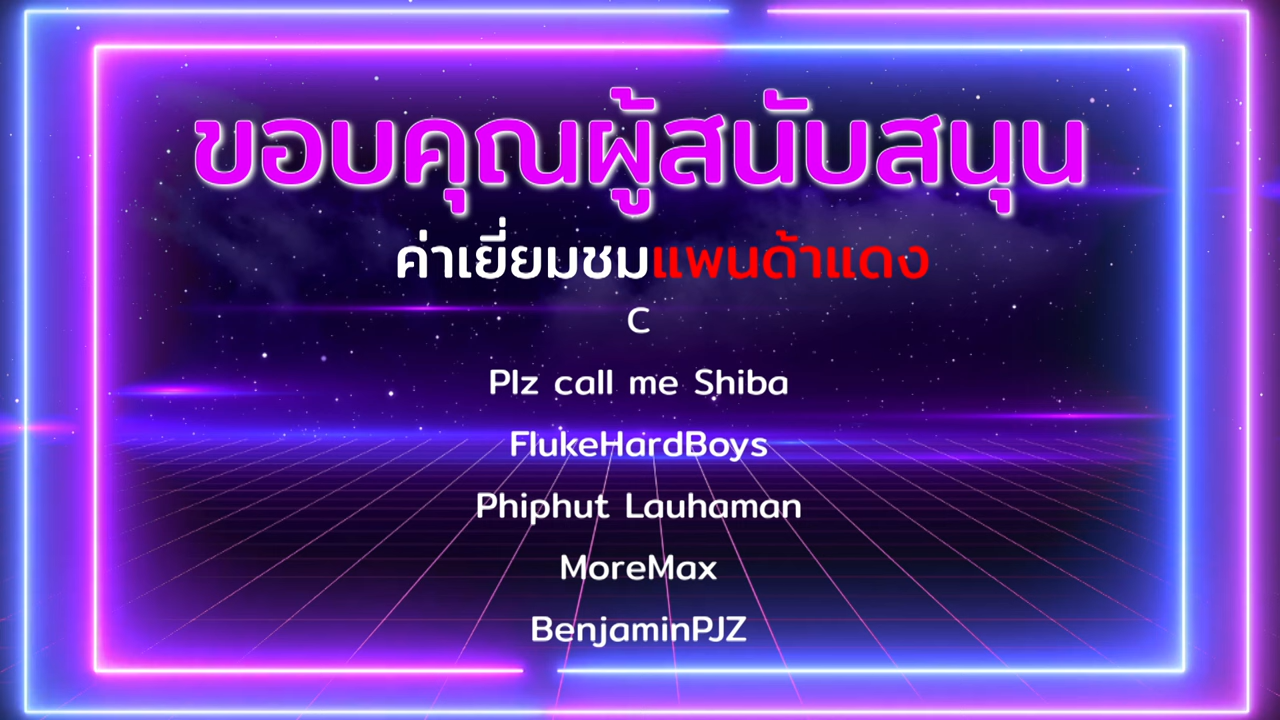 ขอบคุณผู้สนับสนุน
ค่าเยี่ยมชมแพนด้าแดง
C
Plz call me Shiba
FlukeHardBoys
Phiphut Lauhaman
MoreMax
BenjaminPJZ